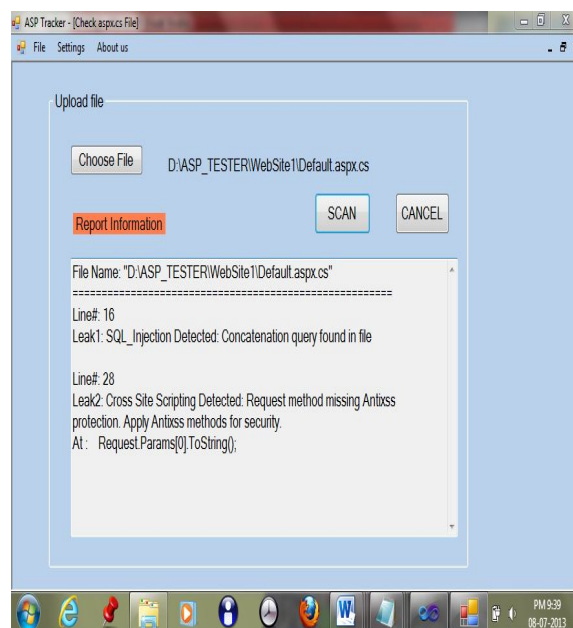 ASP Tracker - [Check aspx.cs File]
File Settings About us
Upload file
Choose File D:\ASP_TESTER\WebSite1\Default.aspx.cs
SCAN CANCEL
Report Information
File Name: "D:\ASP_TESTER\WebSite1\Default.aspx.cs"
=======================================================
Line#: 16
Leak1: SQL_Injection Detected: Concatenation query found in file
Line#: 28
Leak2: Cross Site Scripting Detected: Request method missing Antixss
protection. Apply Antixss methods for security.
At : Request.Params[0].ToString();
PM 9:39
08-07-2013